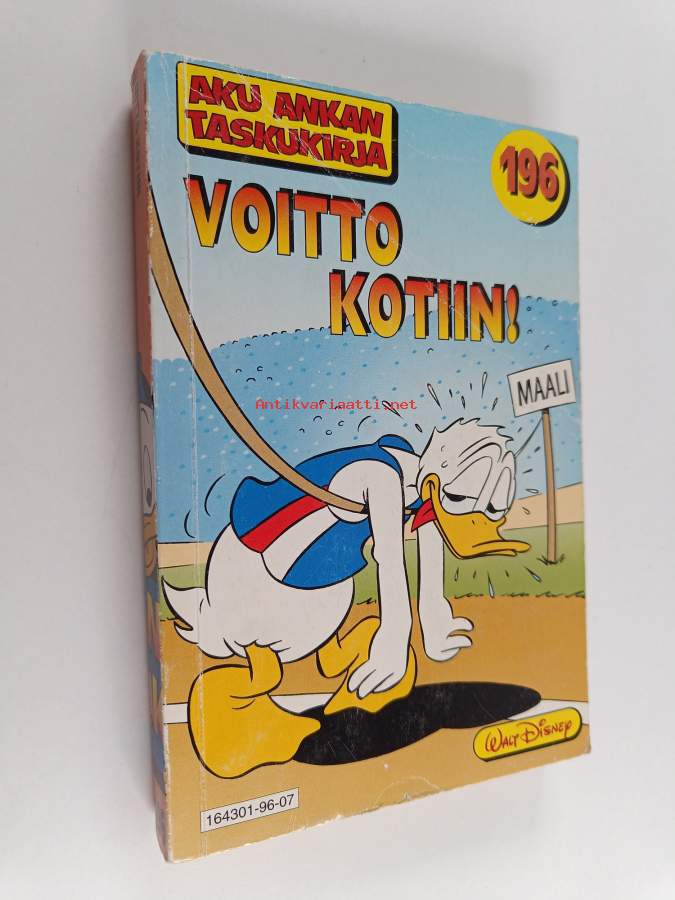 AKU ANKAN
TASKUKIRJA
196
VOITTO
KOTIIN!
MAALI
Antikvariaatti.net
WALT DISNEY
164301-96-07